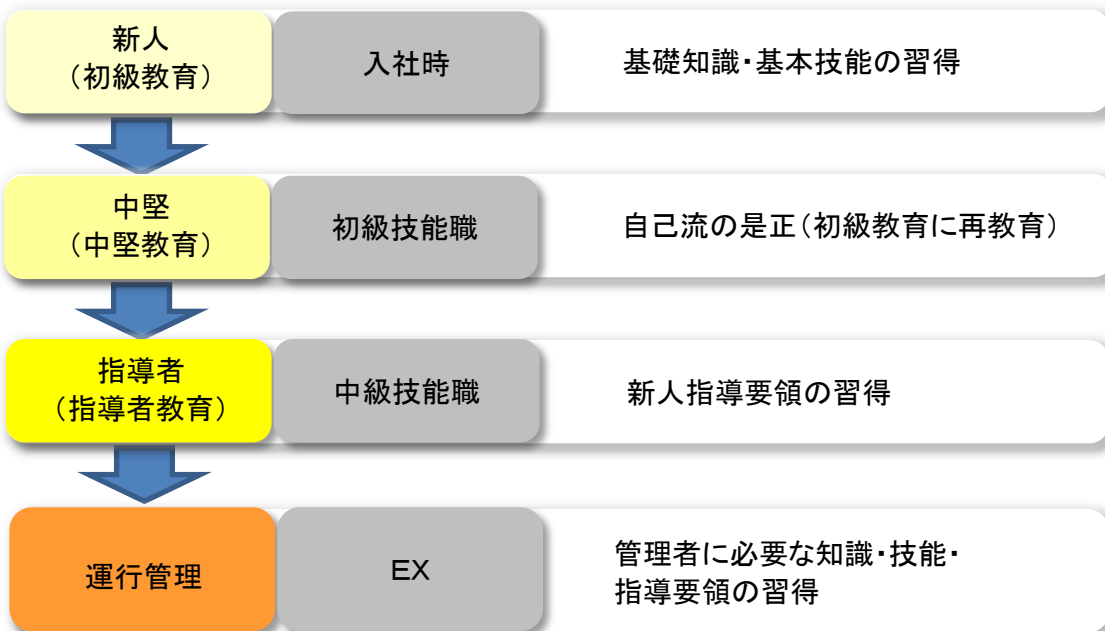 新人
（初級教育）
入社時
基礎知識・基本技能の習得
中堅
（中堅教育）
初級技能職
自己流の是正（初級教育に再教育）
指導者
（指導者教育）
中級技能職
新人指導要領の習得
運行管理
EX
管理者に必要な知識・技能・
指導要領の習得